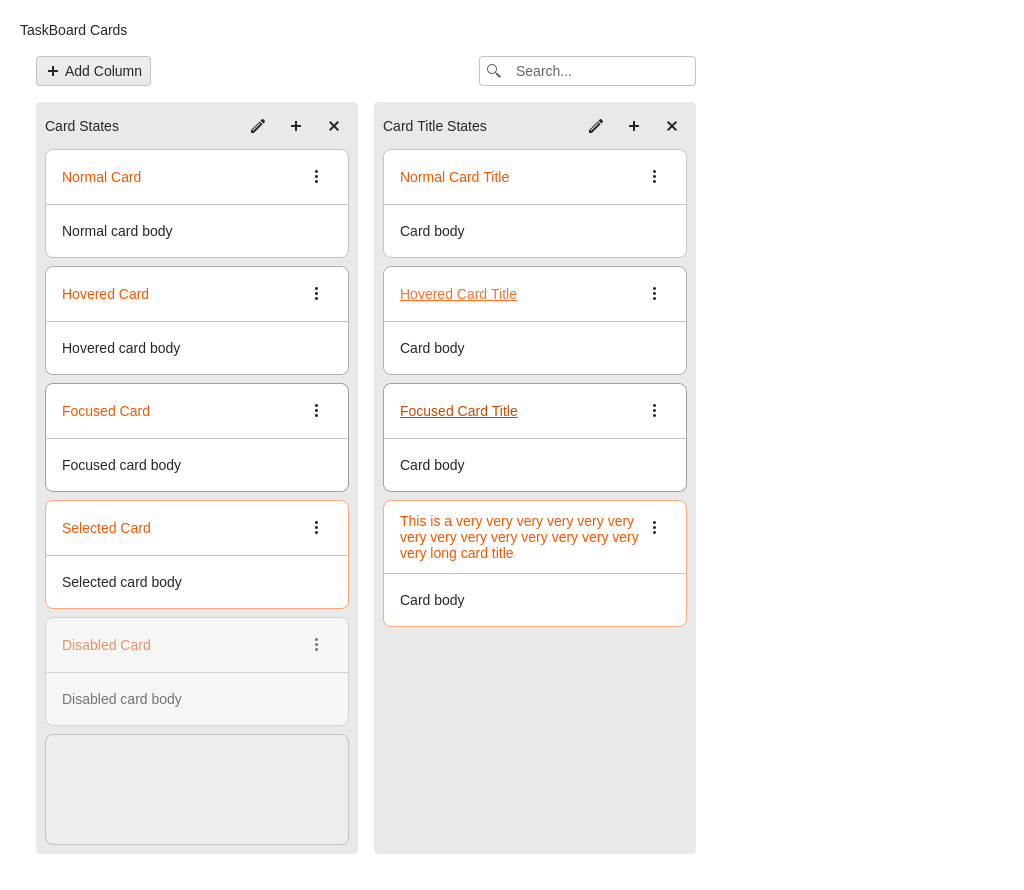 TaskBoard Cards
Add Column
Search...
Card States
Normal Card
Normal card body
Hovered Card
Hovered card body
Focused Card
Focused card body
Selected Card
Selected card body
Disabled Card
Disabled card body
Card Title States
Normal Card Title
Card body
Hovered Card Title
Card body
Focused Card Title
Card body
This is a very very very very very very
very very very very very very very very
very long card title
Card body